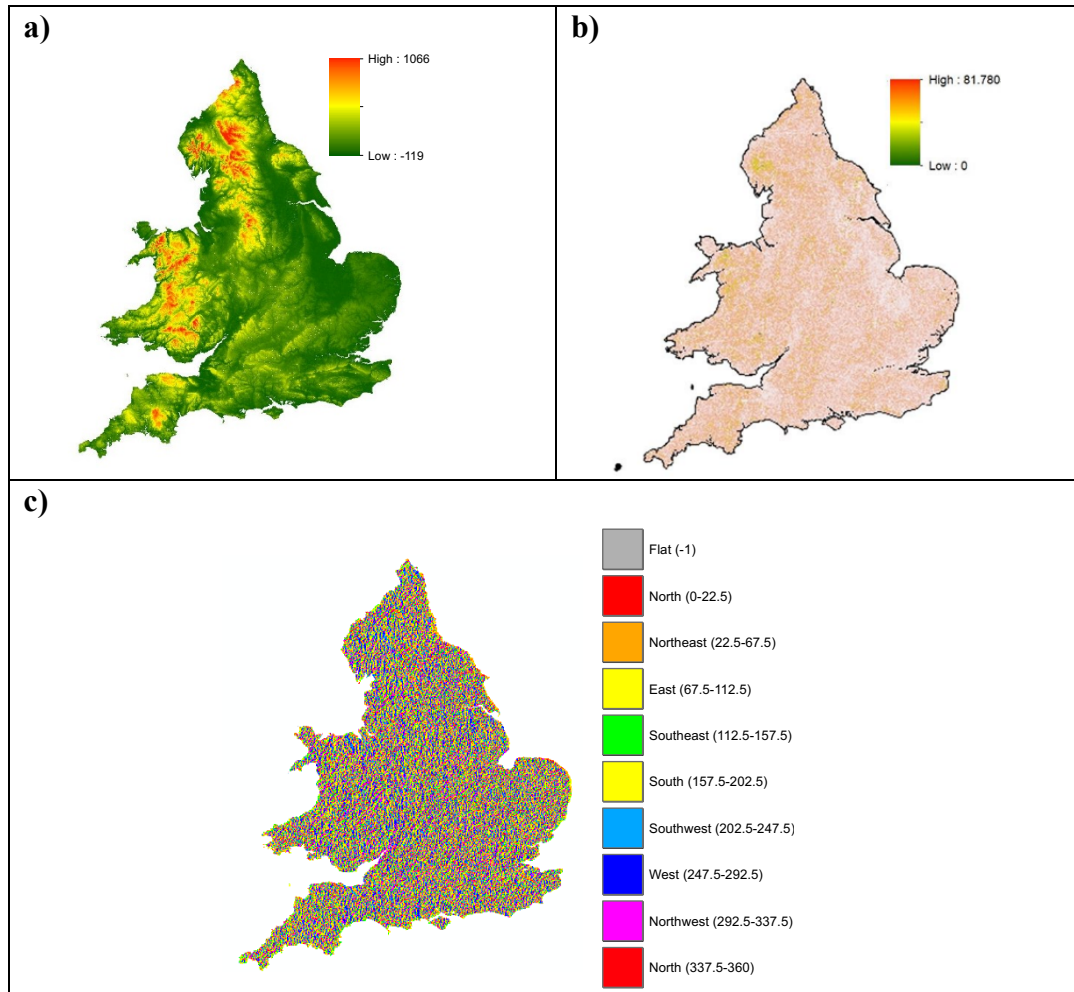 a)
High : 1066
Low : -119
b)
High : 81.780
Low : 0
c)
Flat (-1)
North (0-22.5)
Northeast (22.5-67.5)
East (67.5-112.5)
Southeast (112.5-157.5)
South (157.5-202.5)
Southwest (202.5-247.5)
West (247.5-292.5)
Northwest (292.5-337.5)
North (337.5-360)